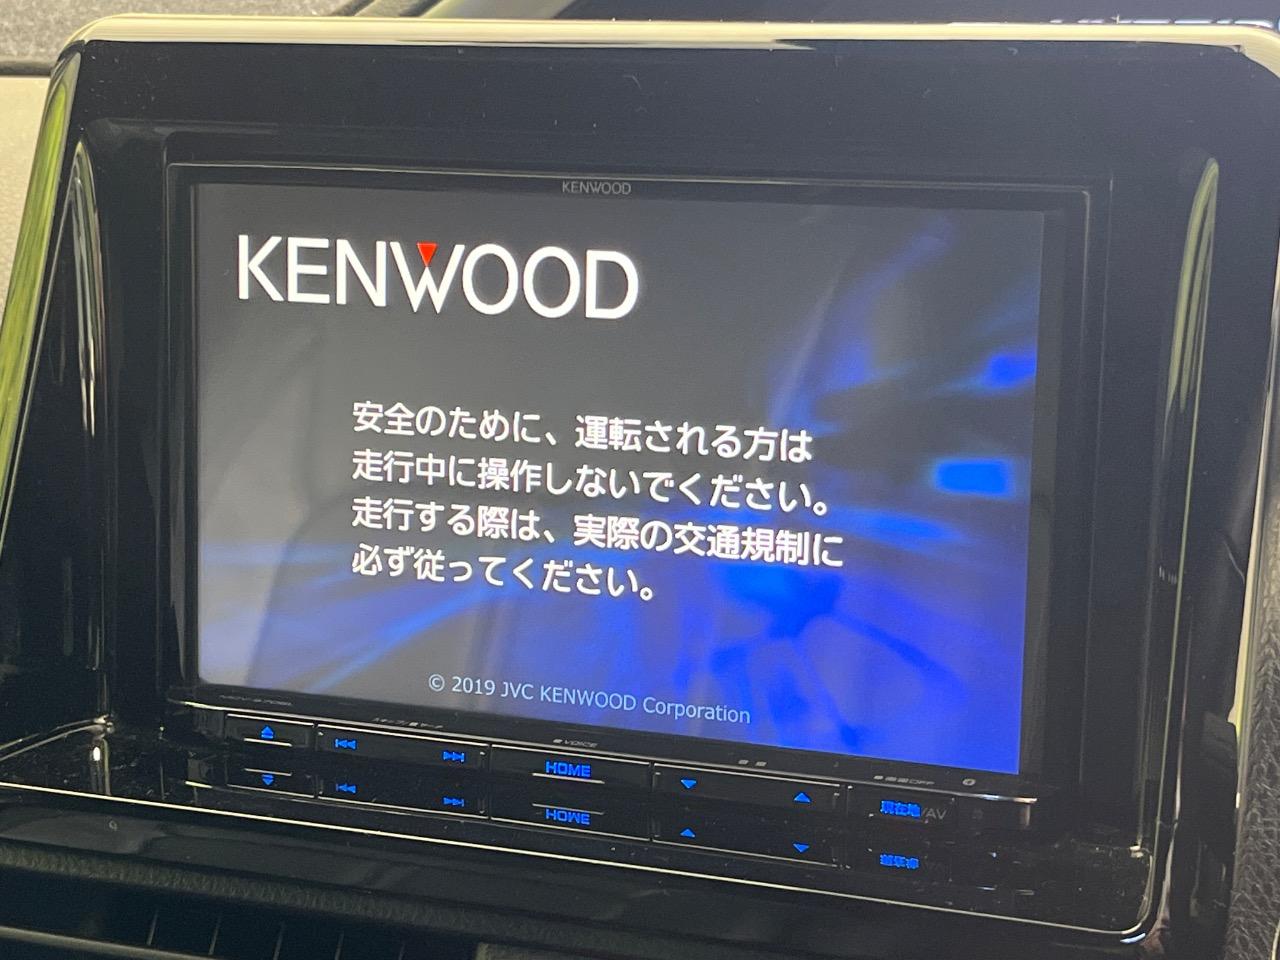 KENWOOD
KENWOOD
安全のために、運転される方は
走行中に操作しないでください。
走行する際は、実際の交通規制に
必ず従ってください。
© 2019 JVC KENWOOD Corporation
VOICE
HOME
現在地/AV